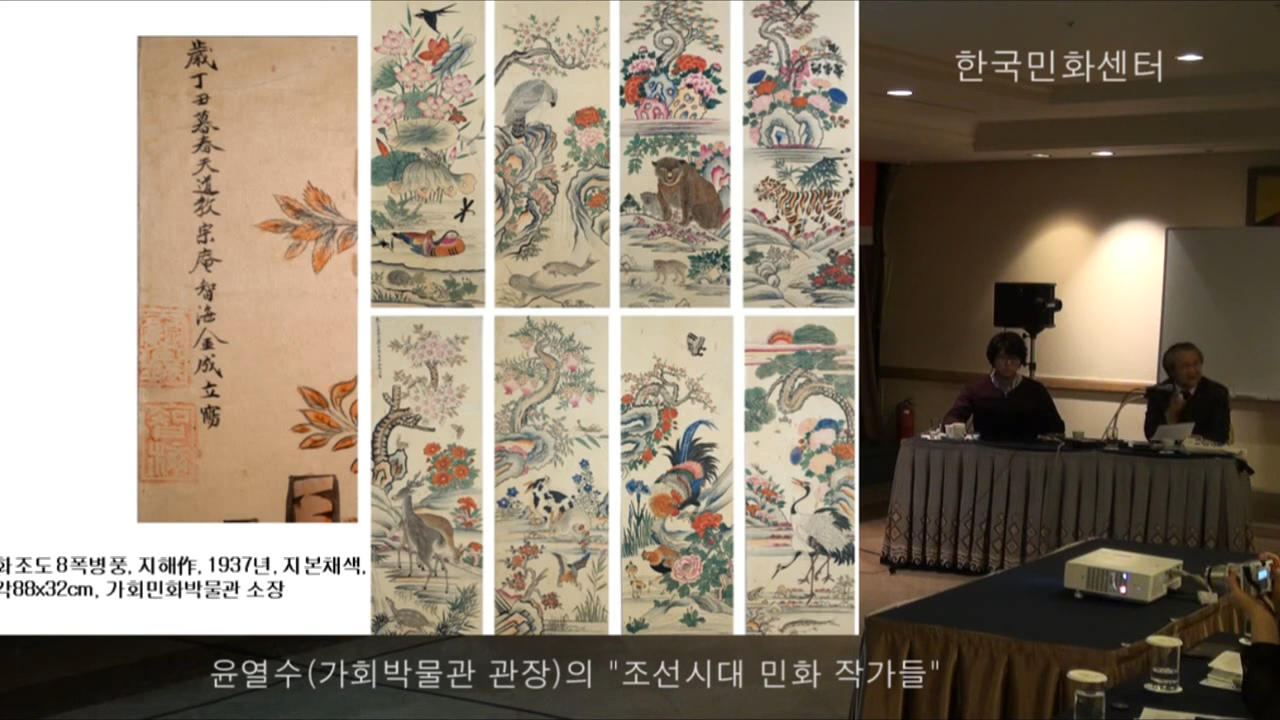 한국민화센터
歲丁丑暮春天道敎宗庵智海金成立寫
화조도8폭병풍, 지해作, 1937년, 지본채색,
각88x32cm, 가회민화박물관 소장
윤열수(가회박물관 관장)의 "조선시대 민화 작가들"